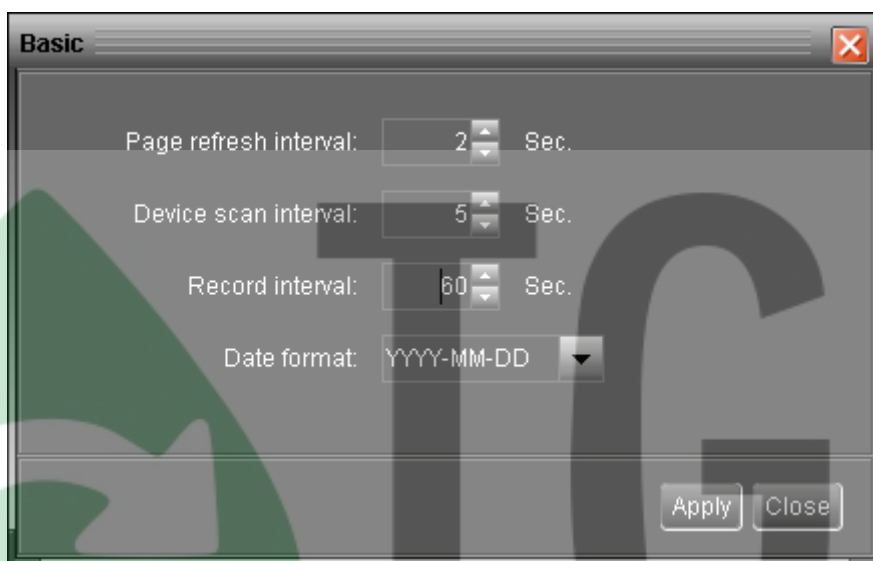 Basic
Page refresh interval: 2 Sec.
Device scan interval: 5 Sec.
Record interval: 60 Sec.
Date format: YYYY-MM-DD
Apply Close
TG